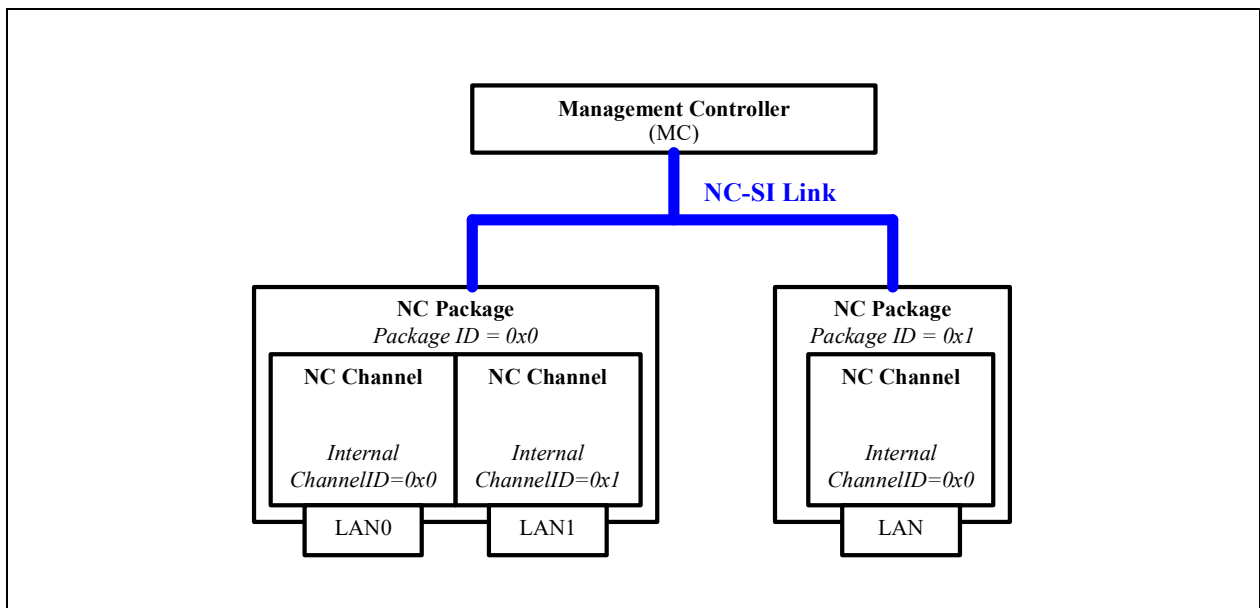 Management Controller
(MC)
NC-SI Link
NC Package
Package ID = 0x0
NC Channel
Internal
ChannelID=0x0
LAN0
NC Channel
Internal
ChannelID=0x1
LAN1
NC Package
Package ID = 0x1
NC Channel
Internal
ChannelID=0x0
LAN